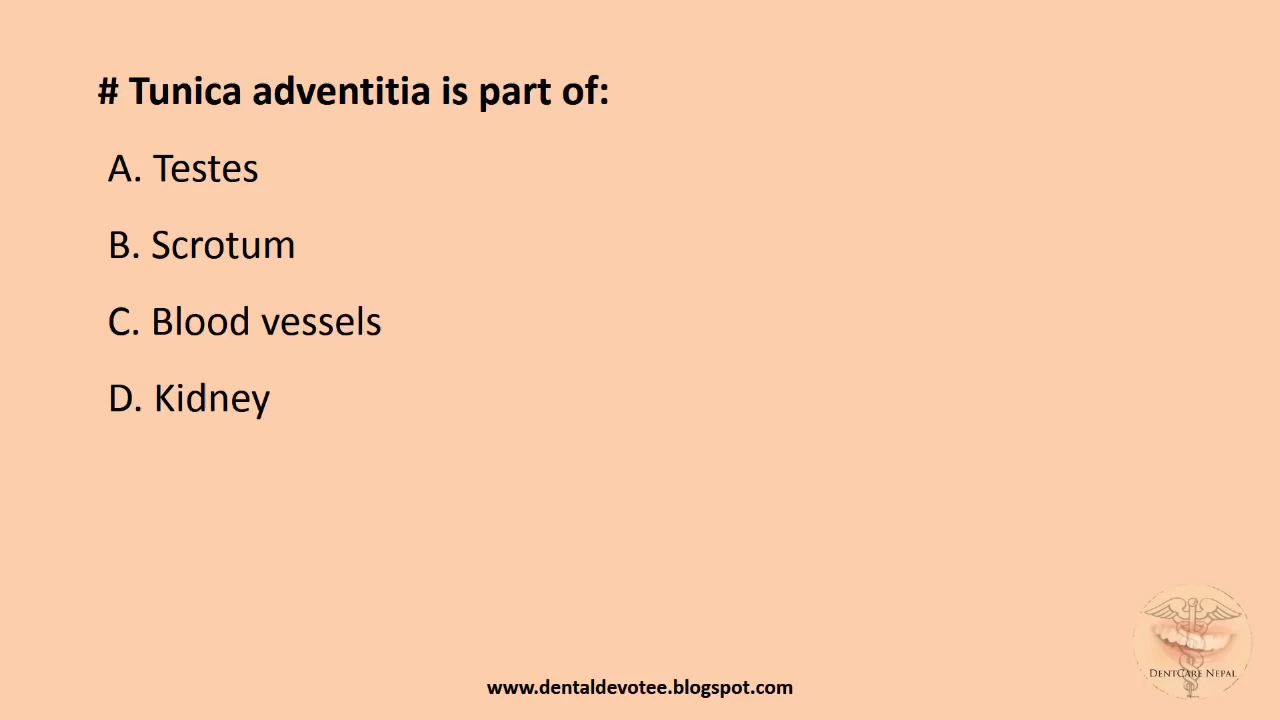 # Tunica adventitia is part of:
A. Testes
B. Scrotum
C. Blood vessels
D. Kidney
DentCare Nepal
www.dentaldevotee.blogspot.com